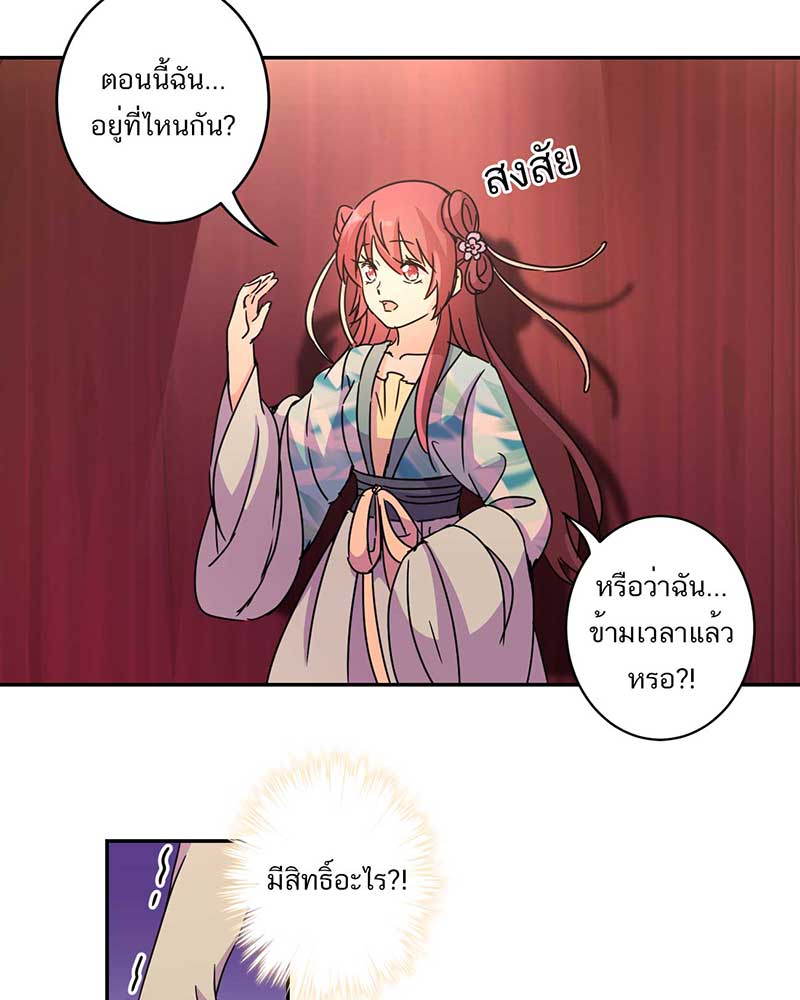 ตอนนี้ฉัน...
อยู่ที่ไหนกัน?
สงสัย
หรือว่าฉัน...
ข้ามเวลาแล้ว
หรอ?!
มีสิทธิ์อะไร?!